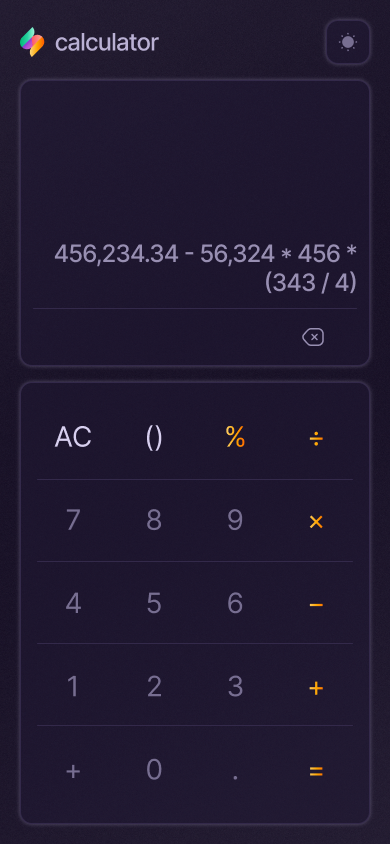 calculator
456,234.34 - 56,324 * 456 *
(343 / 4)
AC () % ÷
7 8 9 ×
4 5 6 −
1 2 3 +
+ 0 . =